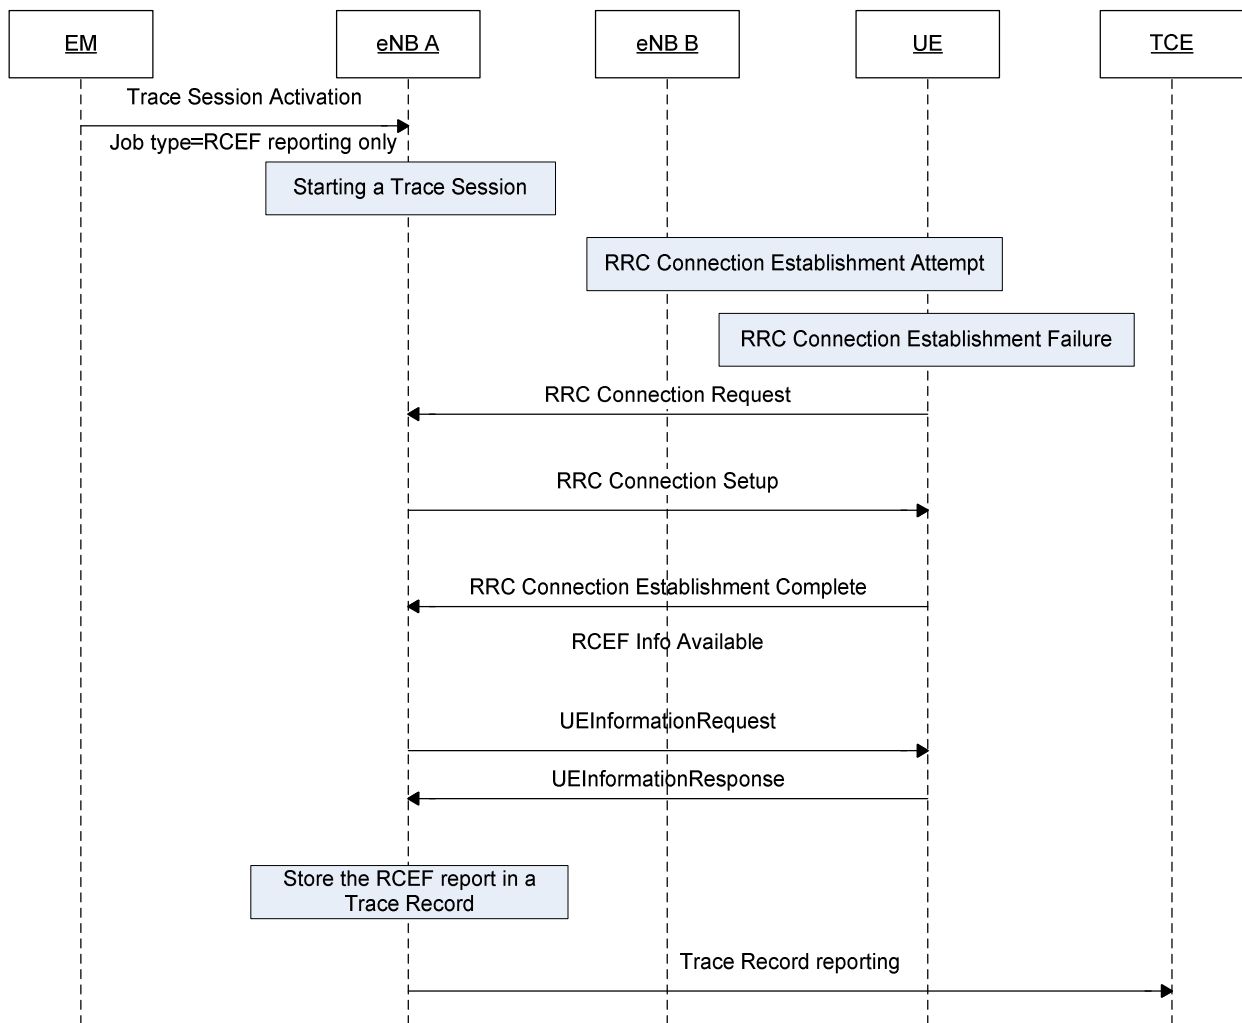 EM
eNB A
eNB B
UE
TCE
Trace Session Activation
Job type=RCEF reporting only
Starting a Trace Session
RRC Connection Establishment Attempt
RRC Connection Establishment Failure
RRC Connection Request
RRC Connection Setup
RRC Connection Establishment Complete
RCEF Info Available
UEInformationRequest
UEInformationResponse
Store the RCEF report in a
Trace Record
Trace Record reporting